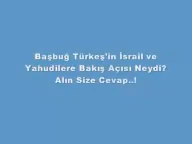 Başbuğ Türkeş'in İsrail ve
Yahudilere Bakış Açısı Neydi?
Alın Size Cevap..!